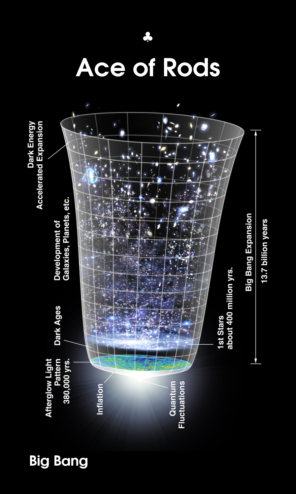 ♣
Ace of Rods
Dark Energy
Accelerated Expansion
Development of
Galaxies, Planets, etc.
Dark Ages
Afterglow Light
Pattern
380,000 yrs.
Inflation
Quantum
Fluctuations
1st Stars
about 400 million yrs.
Big Bang Expansion
13.7 billion years
Big Bang